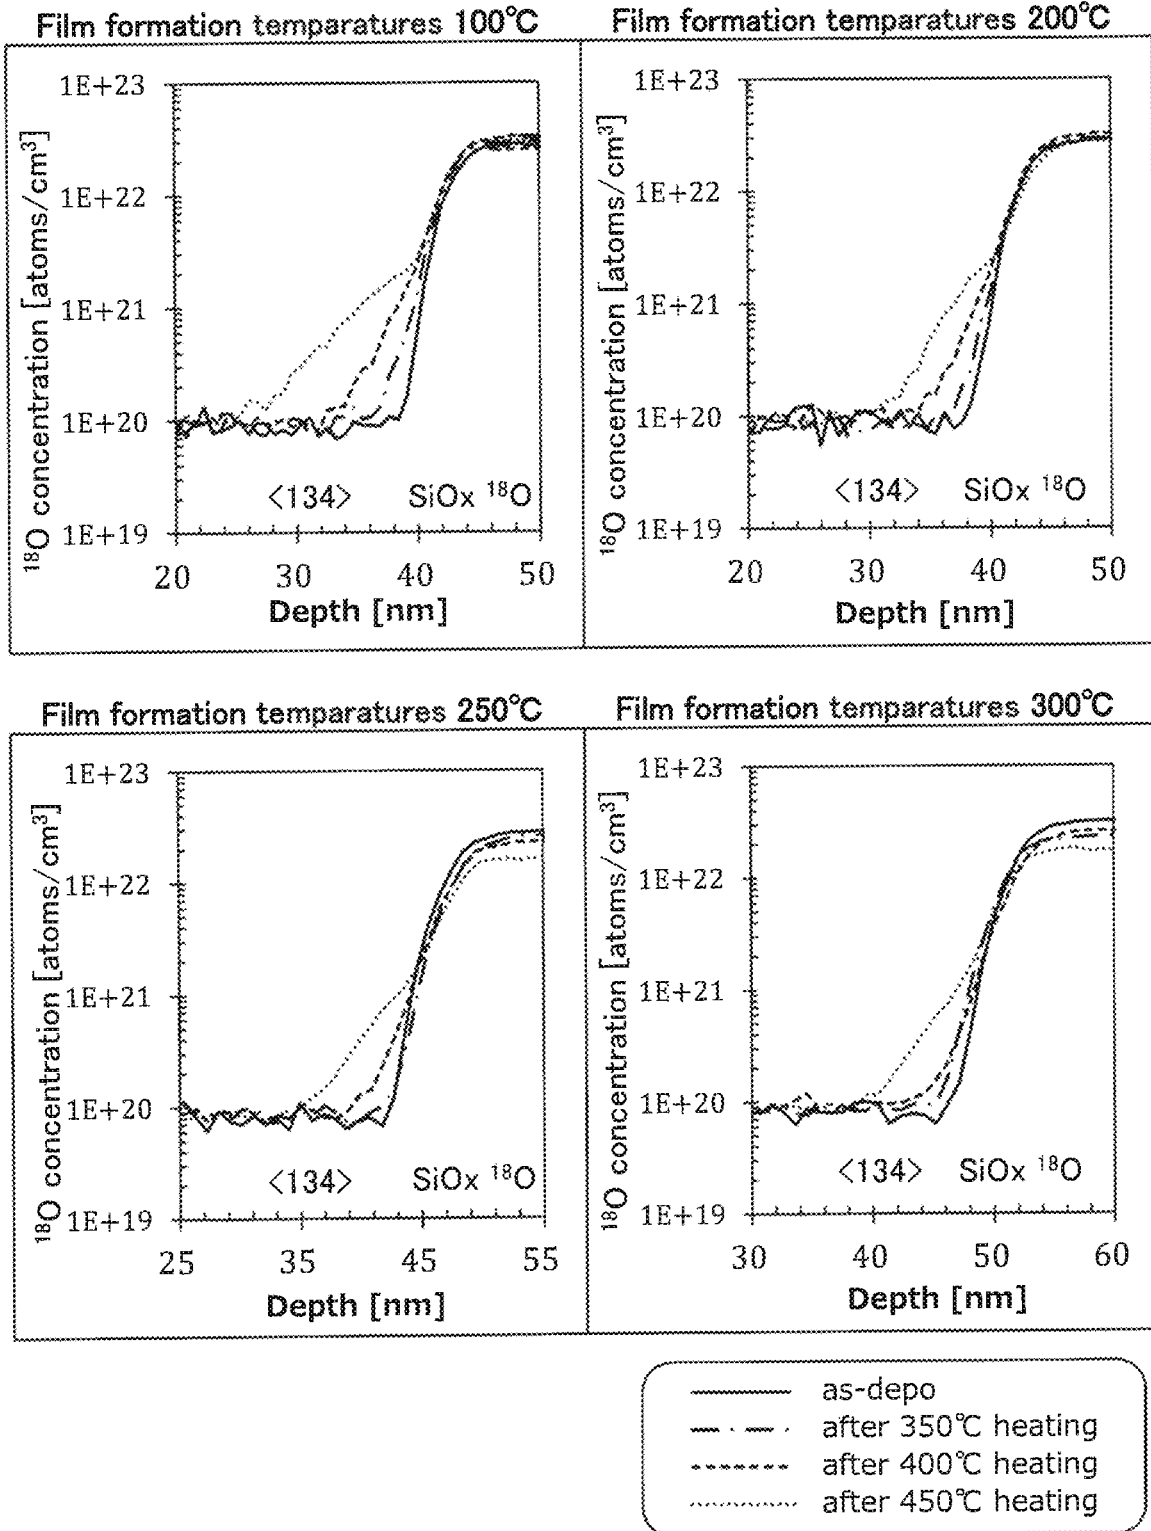 Film formation temparatures 100℃
1E+23
1E+22
1E+21
1E+20
1E+19
¹⁸O concentration [atoms/cm³]
<134> SiOx ¹⁸O
20 30 40 50
Depth [nm]
Film formation temparatures 200℃
1E+23
1E+22
1E+21
1E+20
1E+19
¹⁸O concentration [atoms/cm³]
<134> SiOx ¹⁸O
20 30 40 50
Depth [nm]
Film formation temparatures 250℃
1E+23
1E+22
1E+21
1E+20
1E+19
¹⁸O concentration [atoms/cm³]
<134> SiOx ¹⁸O
25 35 45 55
Depth [nm]
Film formation temparatures 300℃
1E+23
1E+22
1E+21
1E+20
1E+19
¹⁸O concentration [atoms/cm³]
<134> SiOx ¹⁸O
30 40 50 60
Depth [nm]
as-depo
after 350℃ heating
after 400℃ heating
after 450℃ heating